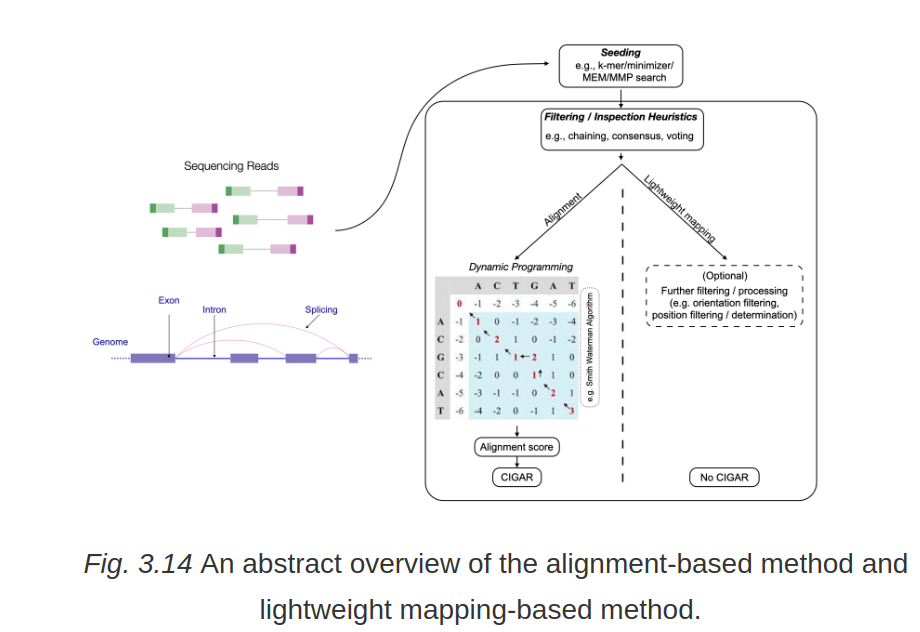 Seeding
e.g., k-mer/minimizer/
MEM/MMP search
Filtering / Inspection Heuristics
e.g., chaining, consensus, voting
Sequencing Reads
Alignment
Lightweight mapping
Dynamic Programming
A C T G A T
0 -1 -2 -3 -4 -5 -6
A -1 1 0 -1 -2 -3 -4
C -2 0 2 1 0 -1 -2
G -3 -1 1 1 2 1 0
C -4 -2 0 0 1 1 0
A -5 -3 -1 -1 0 2 1
T -6 -4 -2 0 -1 1 3
e.g. Smith Waterman Algorithm
(Optional)
Further filtering / processing
(e.g. orientation filtering,
position filtering / determination)
Exon
Intron
Splicing
Genome
Alignment score
CIGAR
No CIGAR
Fig. 3.14 An abstract overview of the alignment-based method and
lightweight mapping-based method.